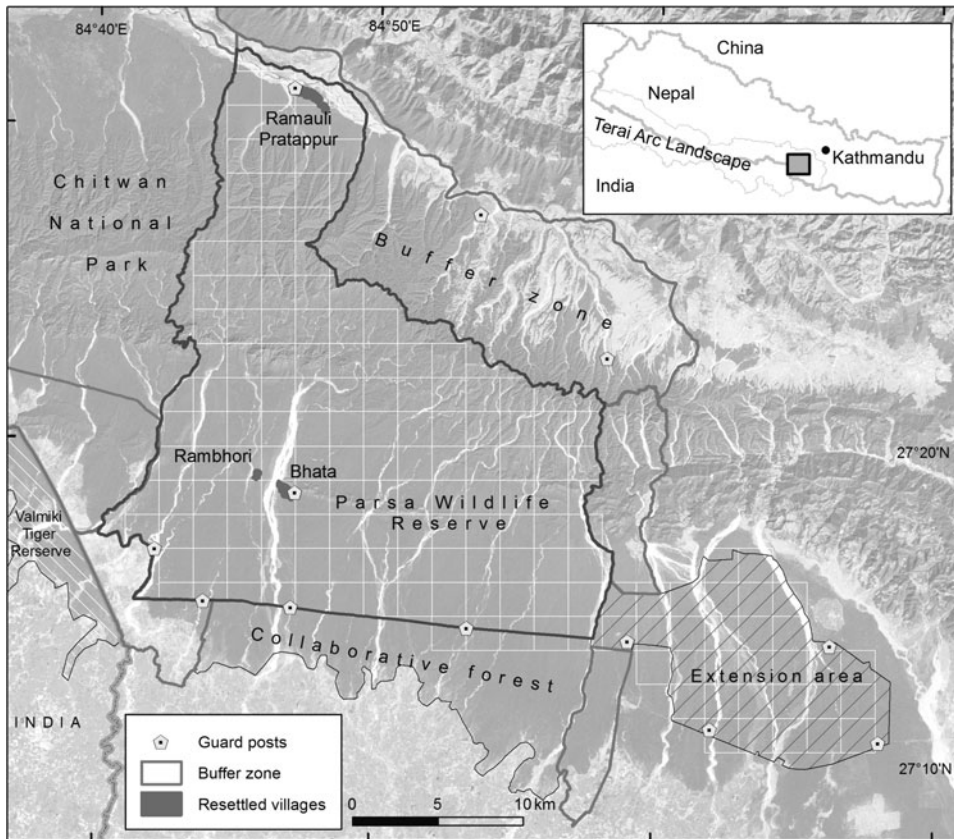 84°40'E
84°50'E
China
Nepal
Terai Arc Landscape
Kathmandu
India
Ramauli
Pratappur
Chitwan
National
Park
Buffer zone
27°20'N
Rambhori
Bhata
Parsa Wildlife
Reserve
Valmiki
Tiger
Rerserve
Collaborative forest
Extension area
INDIA
27°10'N
Guard posts
Buffer zone
Resettled villages
0 5 10 km